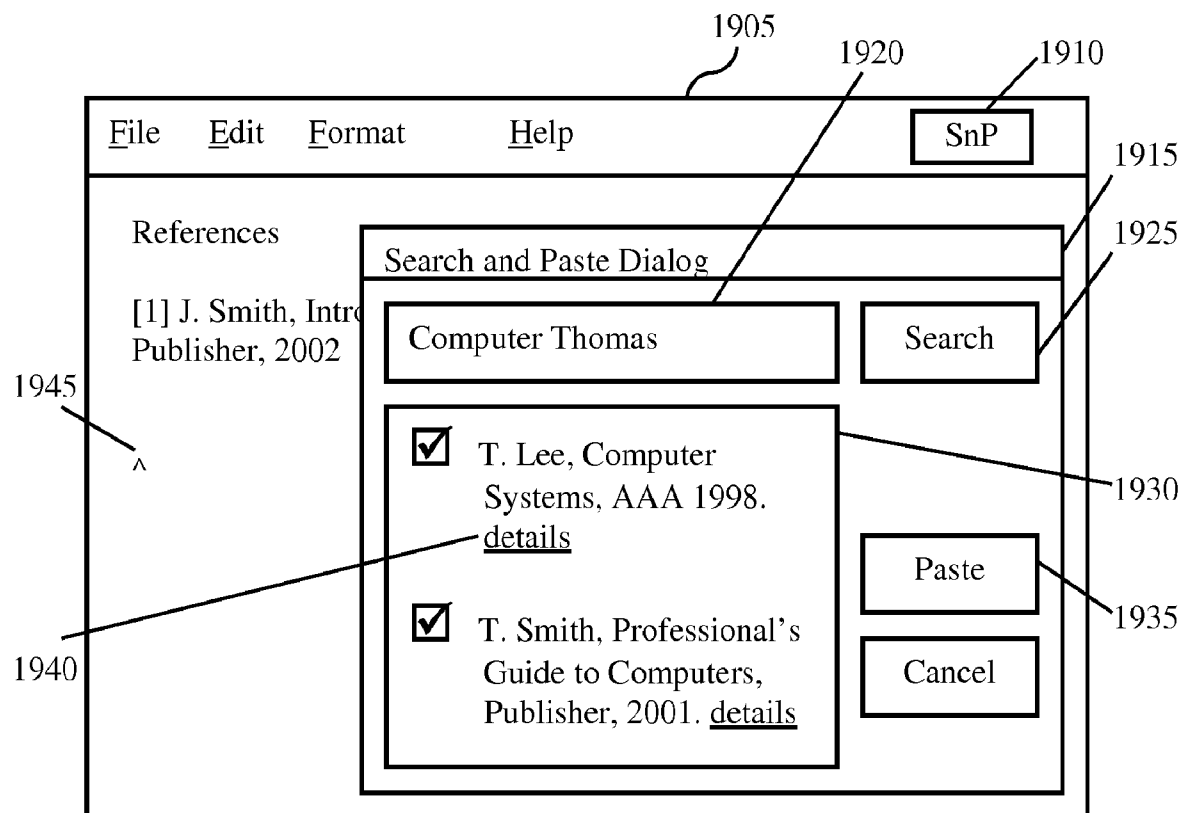 1905
1920
1910
File Edit Format Help SnP
1915
References
1925
Search and Paste Dialog
[1] J. Smith, Intro
Publisher, 2002
Computer Thomas
Search
1945
^
T. Lee, Computer
Systems, AAA 1998.
details
1930
Paste
1935
T. Smith, Professional’s
Guide to Computers,
Publisher, 2001. details
1940
Cancel